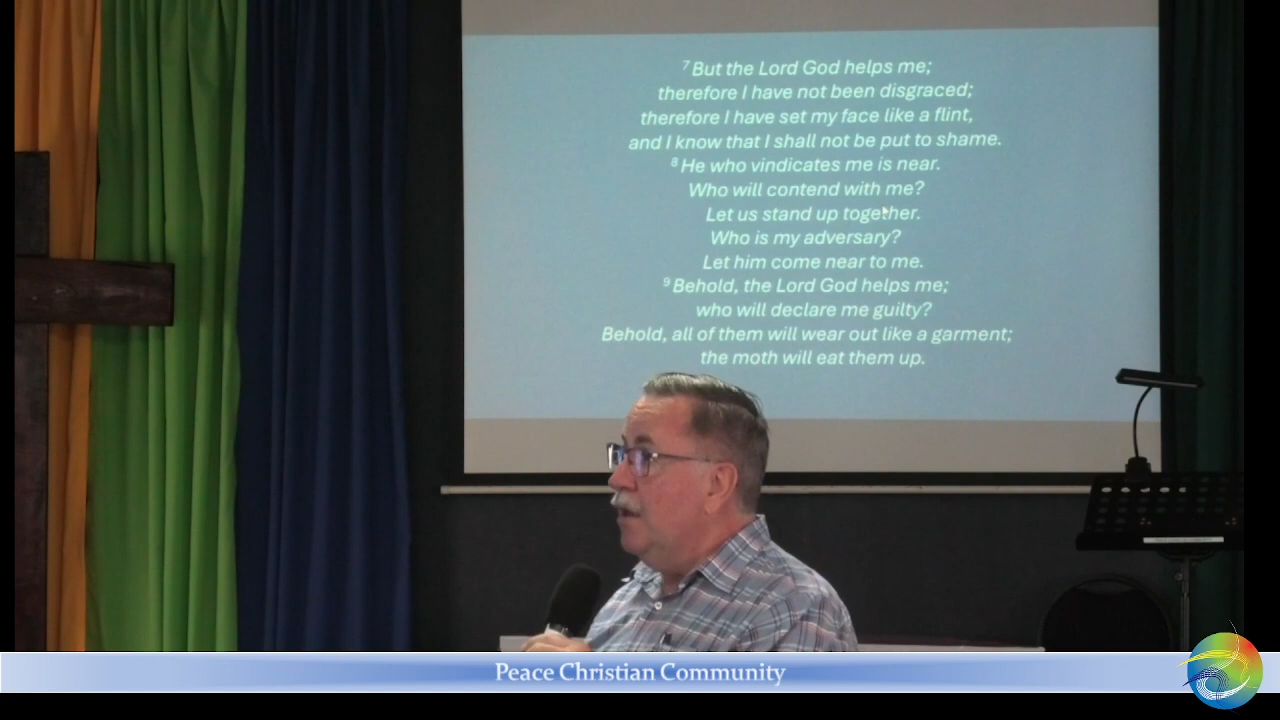 7 But the Lord God helps me;
therefore I have not been disgraced;
therefore I have set my face like a flint,
and I know that I shall not be put to shame.
8 He who vindicates me is near.
Who will contend with me?
Let us stand up together.
Who is my adversary?
Let him come near to me.
9 Behold, the Lord God helps me;
who will declare me guilty?
Behold, all of them will wear out like a garment;
the moth will eat them up.
Peace Christian Community